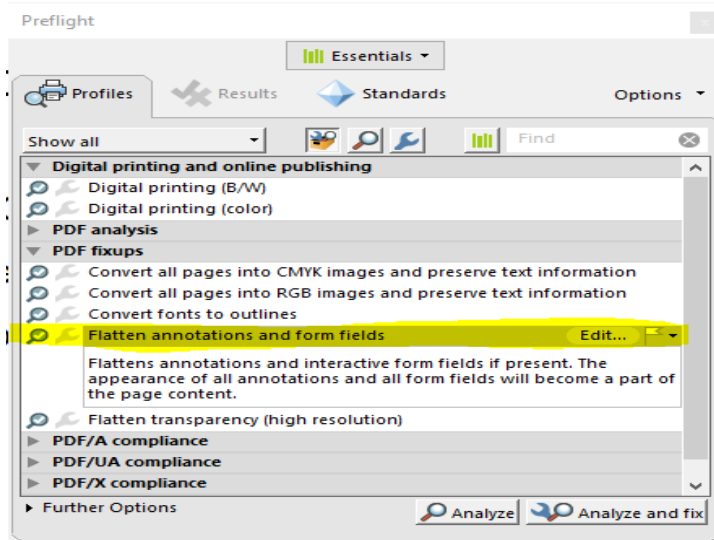 Preflight
Essentials
Profiles Results Standards Options
Show all Find
Digital printing and online publishing
Digital printing (B/W)
Digital printing (color)
PDF analysis
PDF fixups
Convert all pages into CMYK images and preserve text information
Convert all pages into RGB images and preserve text information
Convert fonts to outlines
Flatten annotations and form fields Edit...
Flattens annotations and interactive form fields if present. The
appearance of all annotations and all form fields will become a part of
the page content.
Flatten transparency (high resolution)
PDF/A compliance
PDF/UA compliance
PDF/X compliance
Further Options Analyze Analyze and fix